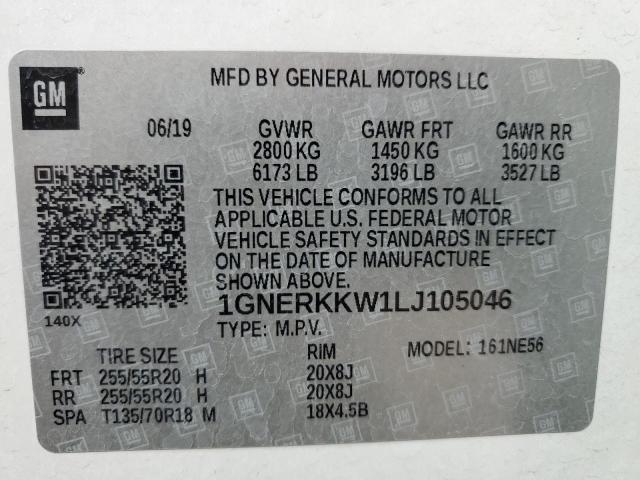 GM
MFD BY GENERAL MOTORS LLC
06/19 GVWR GAWR FRT GAWR RR
2800 KG 1450 KG 1600 KG
6173 LB 3196 LB 3527 LB
THIS VEHICLE CONFORMS TO ALL
APPLICABLE U.S. FEDERAL MOTOR
VEHICLE SAFETY STANDARDS IN EFFECT
ON THE DATE OF MANUFACTURE
SHOWN ABOVE.
1GNERKKW1LJ105046
140X
TYPE: M.P.V.
TIRE SIZE RIM MODEL: 161NE56
FRT 255/55R20 H 20X8J
RR 255/55R20 H 20X8J
SPA T135/70R18 M 18X4.5B